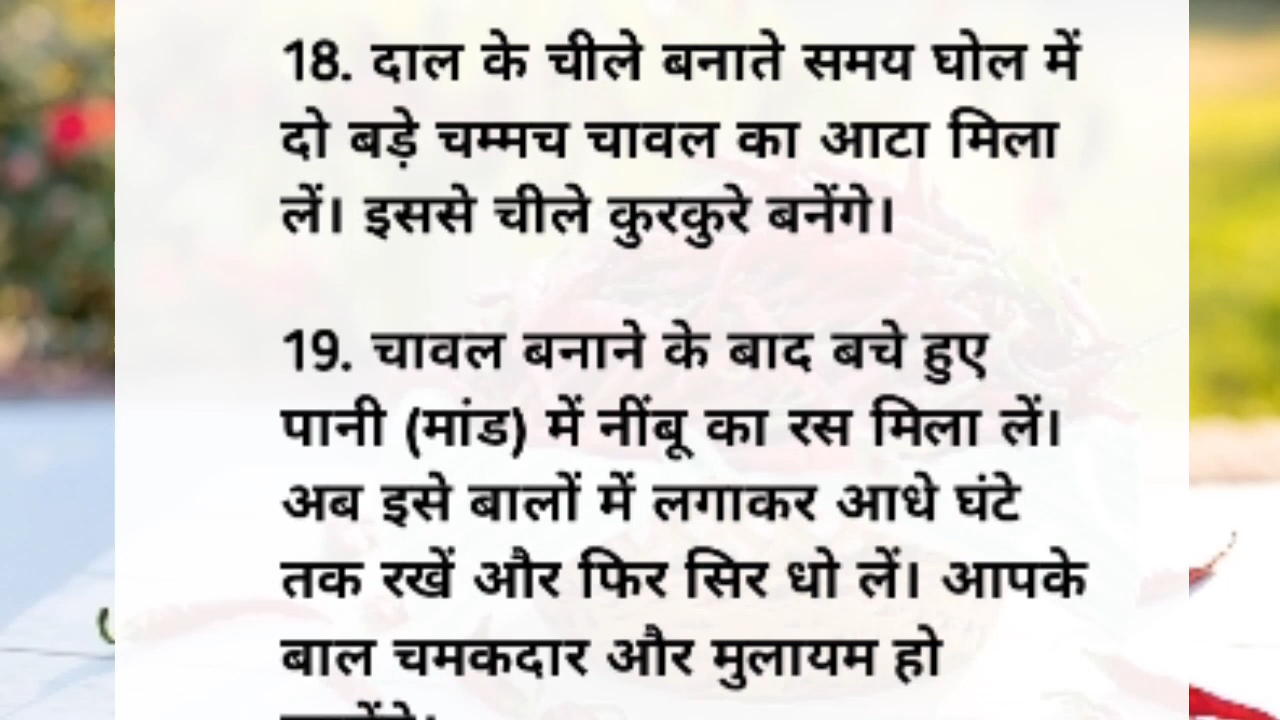 18. दाल के चीले बनाते समय घोल में
दो बड़े चम्मच चावल का आटा मिला
लें। इससे चीले कुरकुरे बनेंगे।
19. चावल बनाने के बाद बचे हुए
पानी (मांड) में नींबू का रस मिला लें।
अब इसे बालों में लगाकर आधे घंटे
तक रखें और फिर सिर धो लें। आपके
बाल चमकदार और मुलायम हो